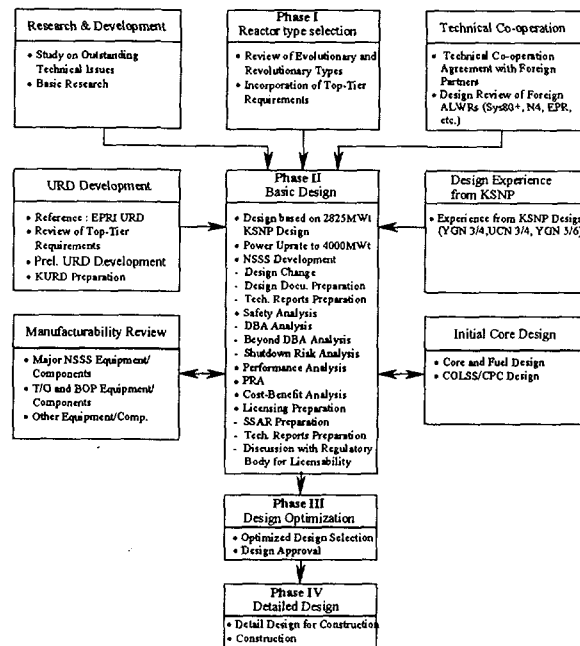 Research & Development
• Study on Outstanding
Technical Issues
• Basic Research
Phase I
Reactor type selection
• Review of Evolutionary and
Revolutionary Types
• Incorporation of Top-Tier
Requirements
Technical Co-operation
• Technical Co-operation
Agreement with Foreign
Partners
• Design Review of Foreign
ALWRs (Sys80+, N4, EPR,
etc.)
URD Development
• Reference : EPRI URD
• Review of Top-Tier
Requirements
• Prel. URD Development
• KURD Preparation
Phase II
Basic Design
• Design based on 2825MWt
KSNP Design
• Power Uprate to 4000MWt
• NSSS Development
- Design Change
- Design Docu. Preparation
- Tech. Reports Preparation
• Safety Analysis
- DBA Analysis
- Beyond DBA Analysis
- Shutdown Risk Analysis
• Performance Analysis
• PRA
• Cost-Benefit Analysis
• Licensing Preparation
- SSAR Preparation
- Tech. Reports Preparation
- Discussion with Regulatory
Body for Licensability
Design Experience
from KSNP
• Experience from KSNP Design
(YGN 3/4,UCN 3/4, YGN 5/6)
Manufacturability Review
• Major NSSS Equipment/
Components
• T/G and BOP Equipment/
Components
• Other Equipment/Comp.
Initial Core Design
• Core and Fuel Design
• COLSS/CPC Design
Phase III
Design Optimization
• Optimized Design Selection
• Design Approval
Phase IV
Detailed Design
• Detail Design for Construction
• Construction